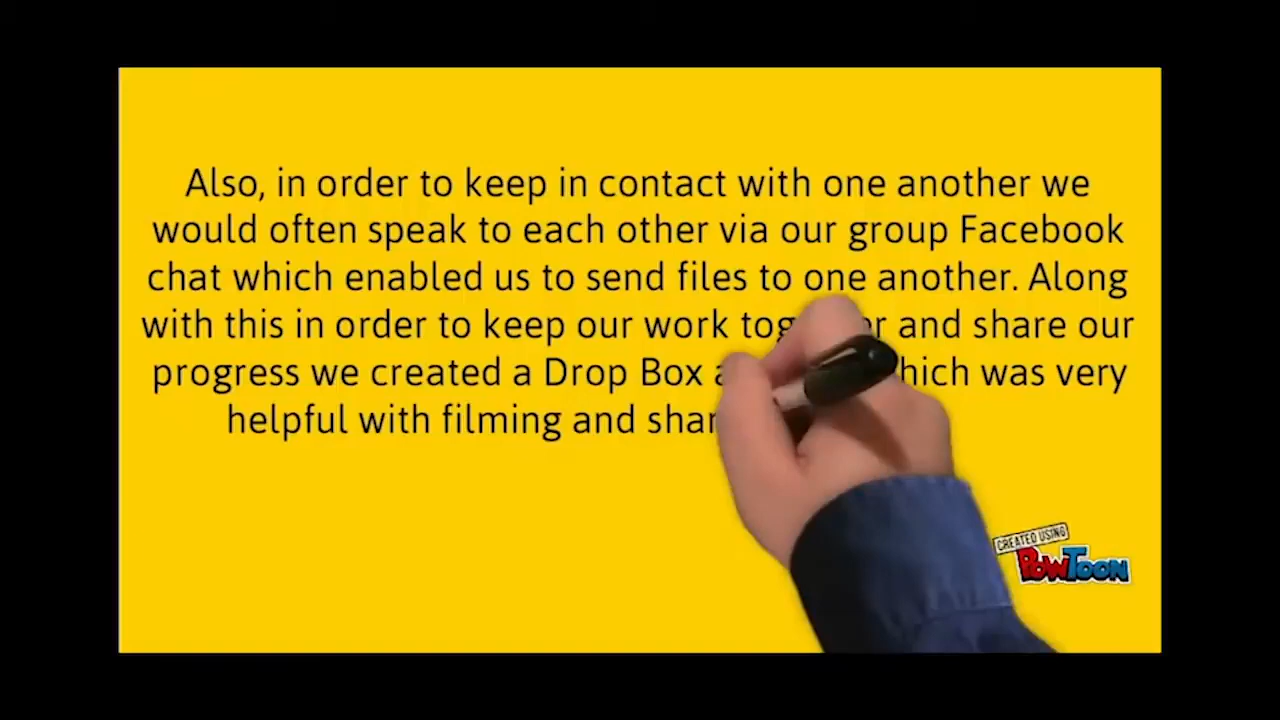 Also, in order to keep in contact with one another we
would often speak to each other via our group Facebook
chat which enabled us to send files to one another. Along
with this in order to keep our work and share our
progress we created a Drop Box was very
helpful with filming and
CREATED USING
POWTOON